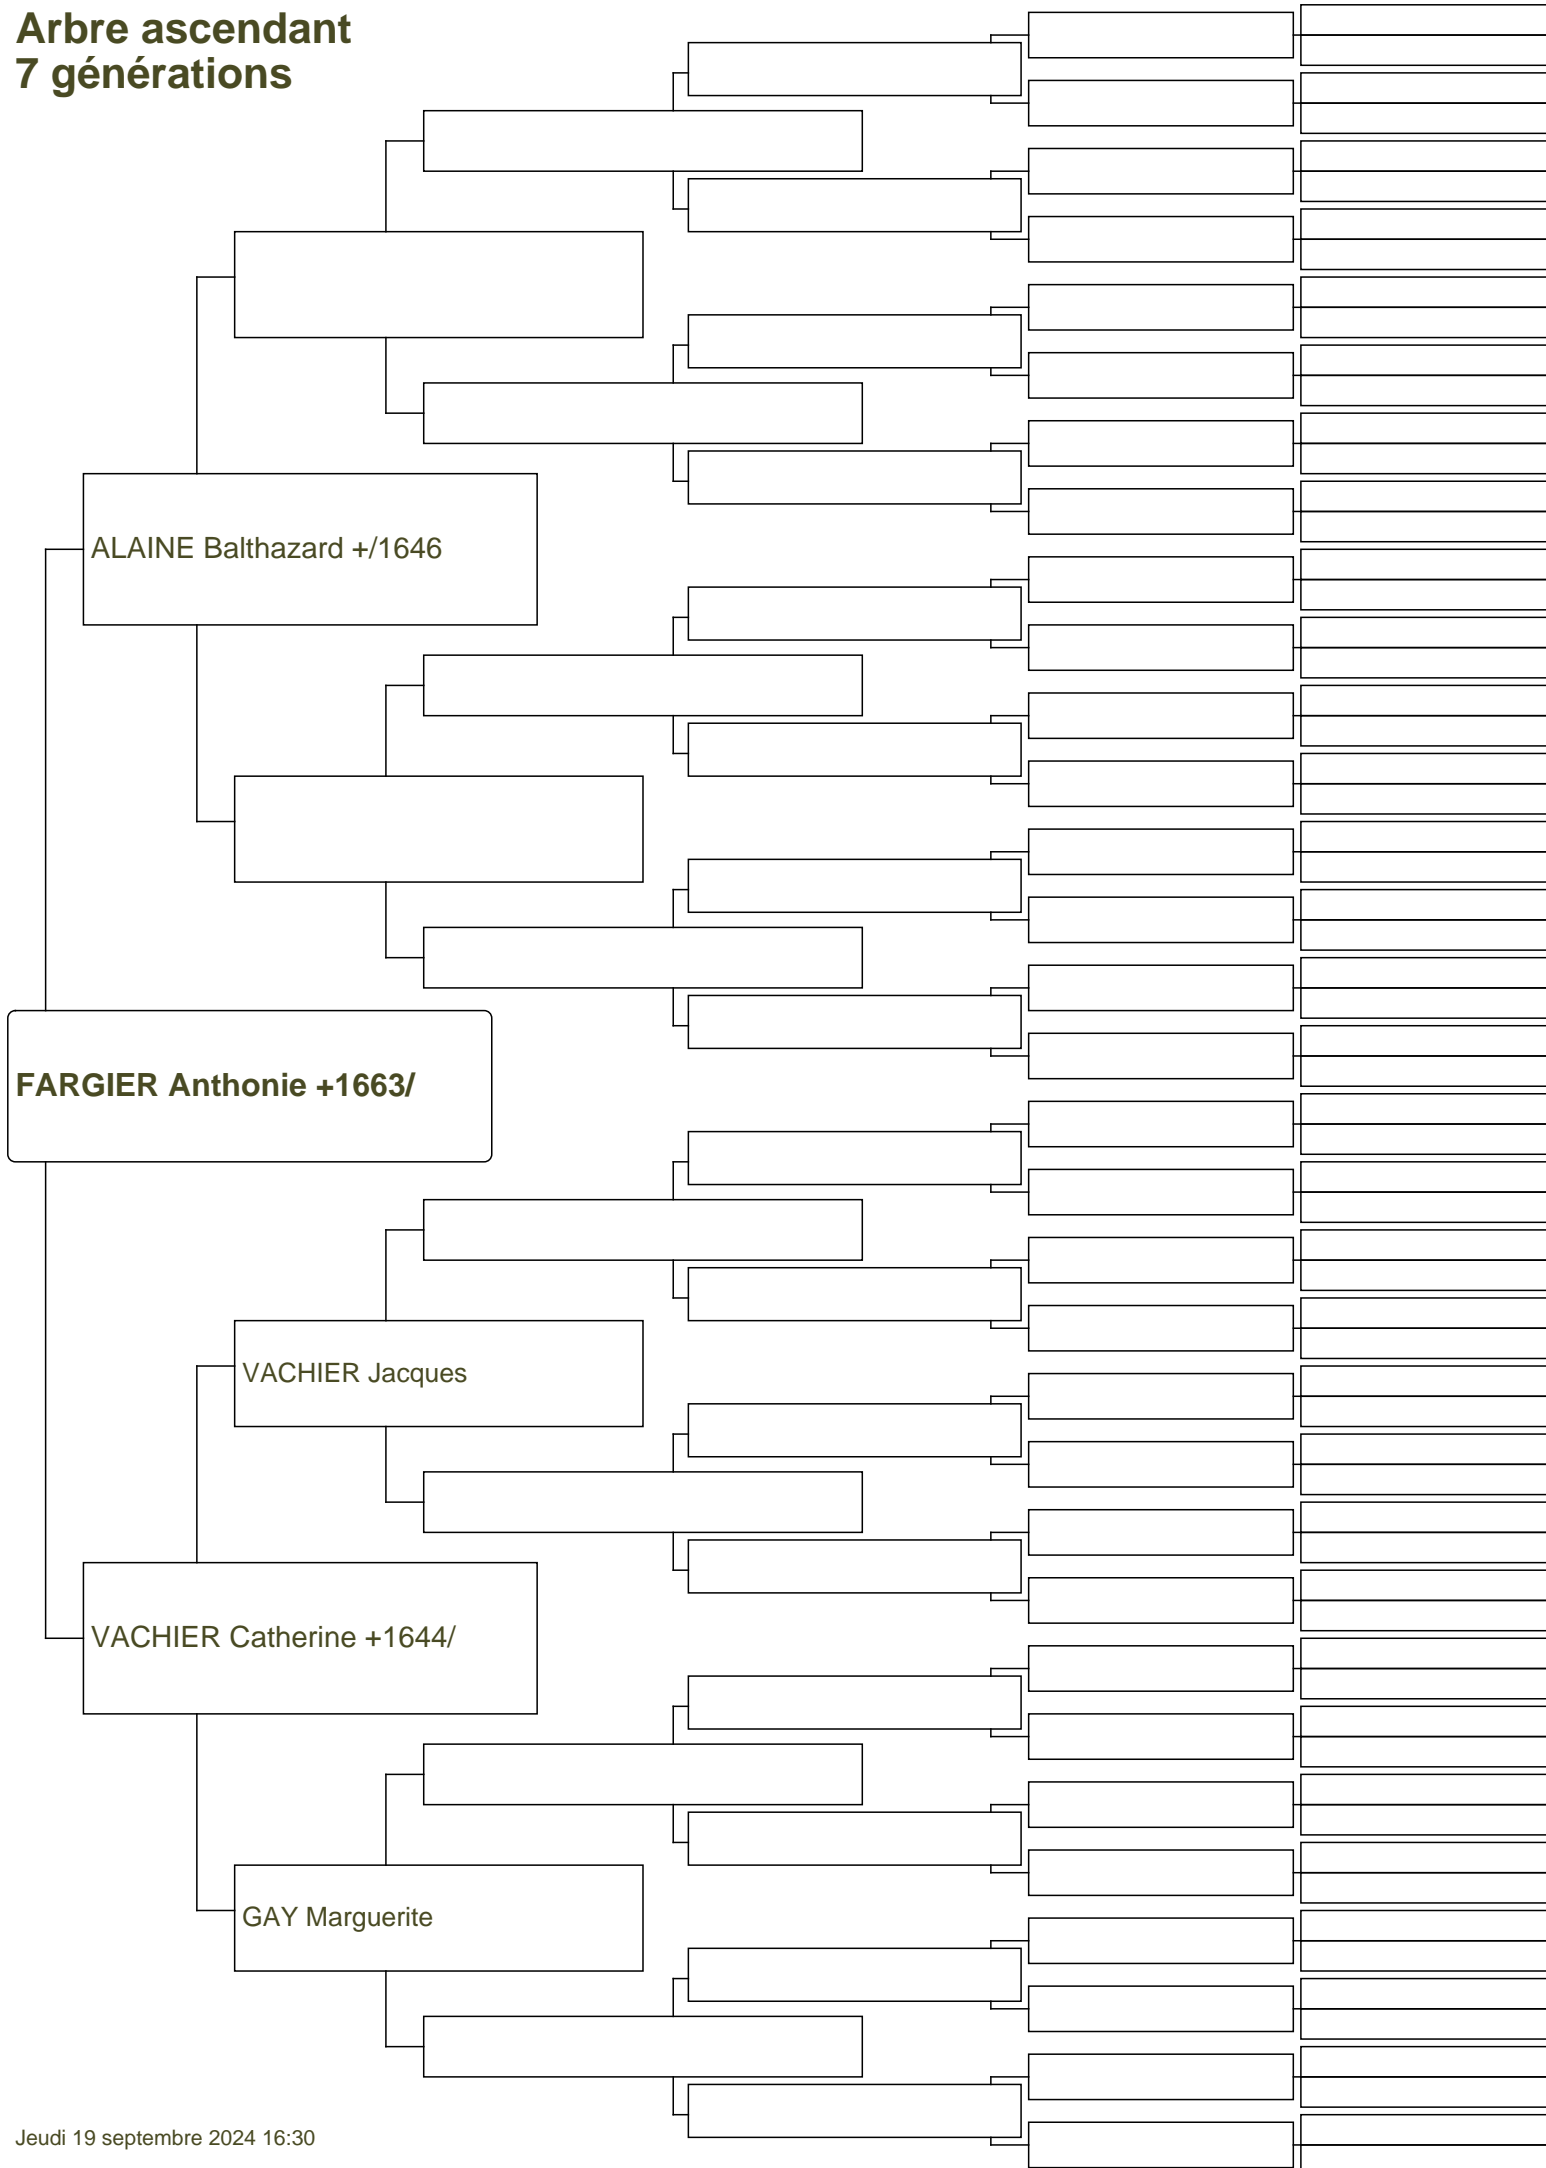 Arbre ascendant
7 générations
ALAINE Balthazard +/1646
FARGIER Anthonie +1663/
VACHIER Jacques
VACHIER Catherine +1644/
GAY Marguerite
Jeudi 19 septembre 2024 16:30